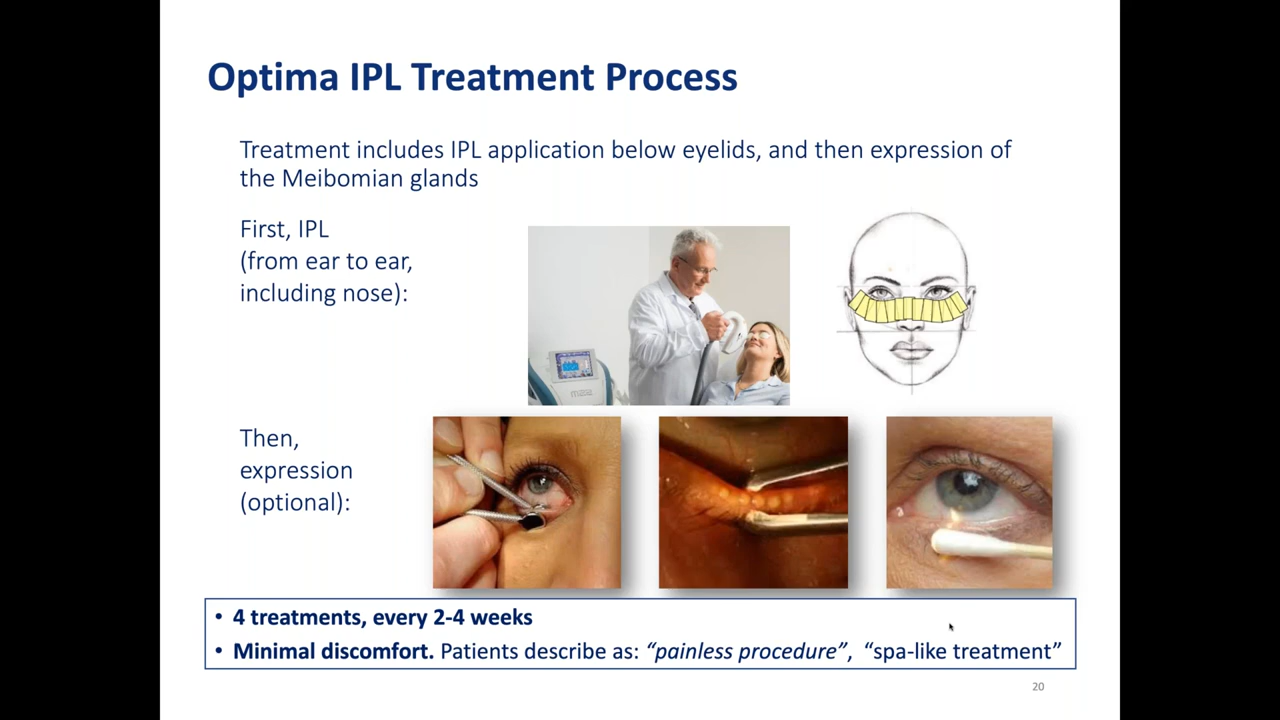 Optima IPL Treatment Process
Treatment includes IPL application below eyelids, and then expression of
the Meibomian glands
First, IPL
(from ear to ear,
including nose):
Then,
expression
(optional):
• 4 treatments, every 2-4 weeks
• Minimal discomfort. Patients describe as: “painless procedure”, “spa-like treatment”
20